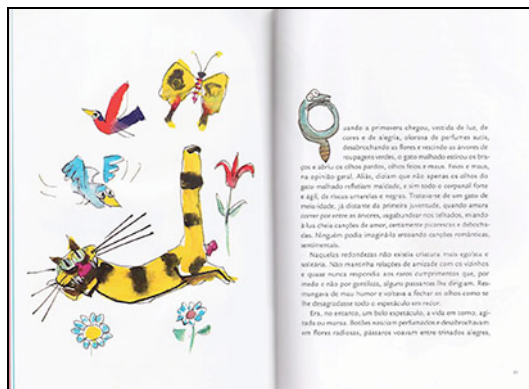 Quando a primavera chegou, vestida de luz, de
cores e de alegria, olorosa de perfumes sutis,
desabrochando as flores e vestindo as árvores de
roupagens verdes, o gato malhado estirou os bra-
ços e abriu os olhos pardos, olhos feios e maus. Feios e maus,
na opinião geral. Aliás, diziam que não apenas os olhos do
gato malhado refletiam maldade, e sim todo o corpanzil forte
e ágil, de riscas amarelas e negras. Tratava-se de um gato de
meia-idade, já distante da primeira juventude, quando amara
correr por entre as árvores, vagabundear nos telhados, miando
à lua cheia canções de amor, certamente picarescas e debocha-
das. Ninguém podia imaginá-lo entoando canções românticas,
sentimentais.
Naquelas redondezas não existia criatura mais egoísta e
solitária. Não mantinha relações de amizade com os vizinhos
e quase nunca respondia aos raros cumprimentos que, por
medo e não por gentileza, alguns passantes lhe dirigiam. Res-
mungava de mau humor e voltava a fechar os olhos como se
lhe desagradasse todo o espetáculo em redor.
Era, no entanto, um belo espetáculo, a vida em torno, agi-
tada ou mansa. Botões nasciam perfumados e desabrochavam
em flores radiosas, pássaros voavam entre trinados alegres,